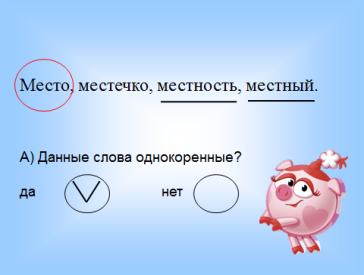 Место, местечко, местность, местный.
А) Данные слова однокоренные?
да нет